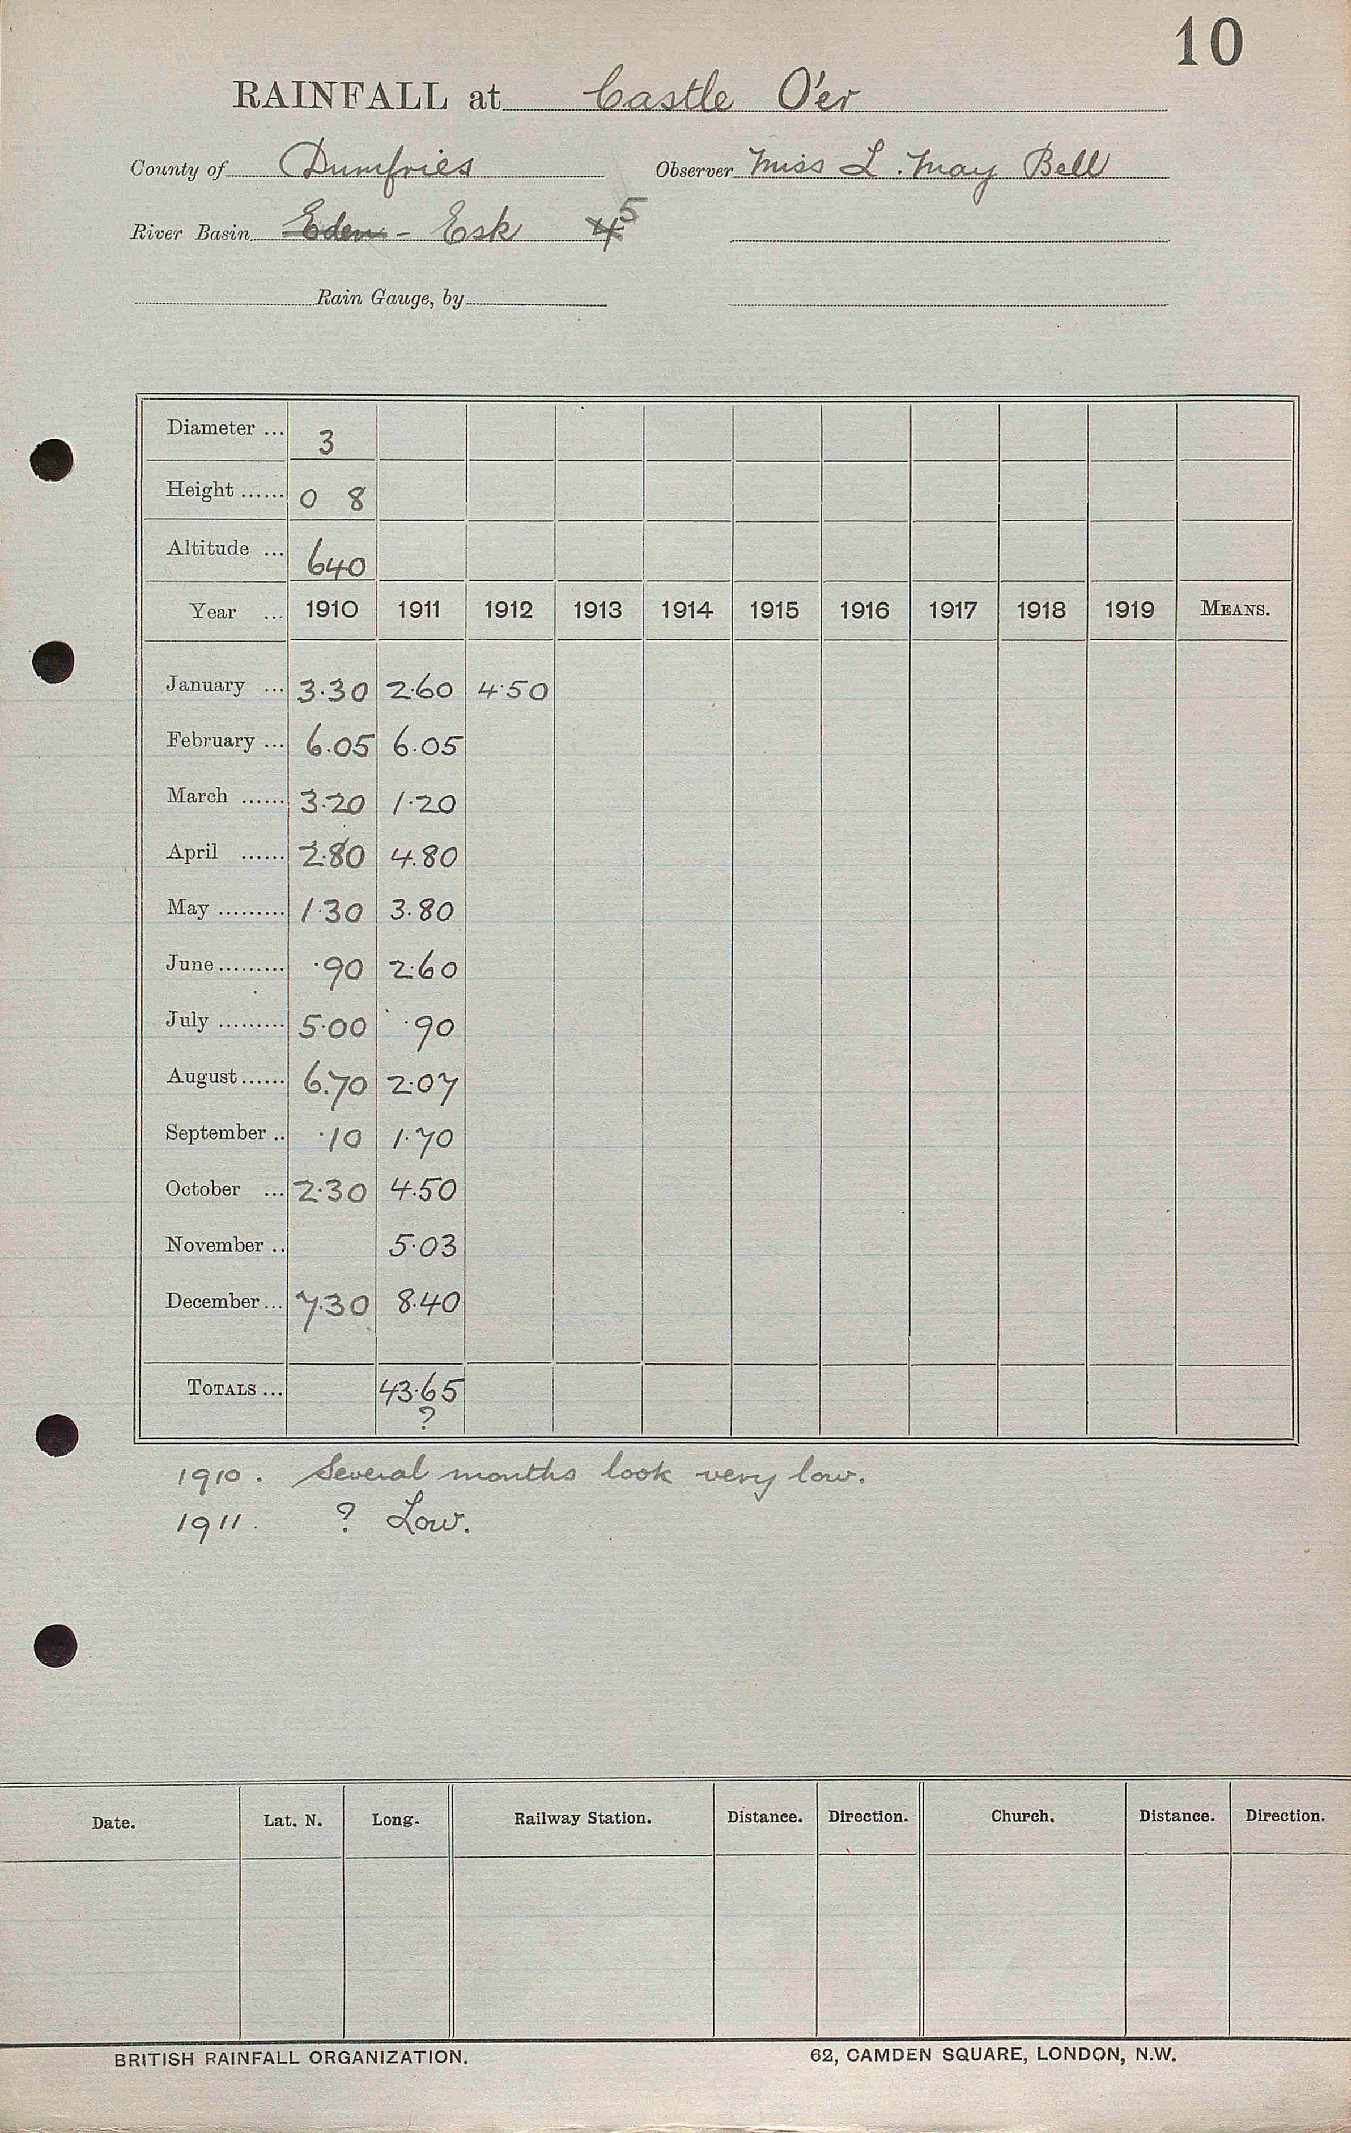 10
RAINFALL at Castle O'er
County of Dumfries Observer Miss L. May Bell
River Basin Eden - Esk 4 5
Rain Gauge, by
Diameter ... 3
Height ...... 0 8
Altitude ... 640
Year ... 1910 1911 1912 1913 1914 1915 1916 1917 1918 1919 MEANS.
January ... 3.30 2.60 4.50
February ... 6.05 6.05
March ...... 3.20 1.20
April ...... 2.80 4.80
May ......... 1.30 3.80
June ......... .90 2.60
July ......... 5.00 .90
August ...... 6.70 2.07
September .. .10 1.70
October ... 2.30 4.50
November .. 5.03
December ... 7.30 8.40
TOTALS ... 43.65
?
1910. Several months look very low.
1911. ? Low.
Date. Lat. N. Long. Railway Station. Distance. Direction. Church. Distance. Direction.
BRITISH RAINFALL ORGANIZATION. 62, CAMDEN SQUARE, LONDON, N.W.